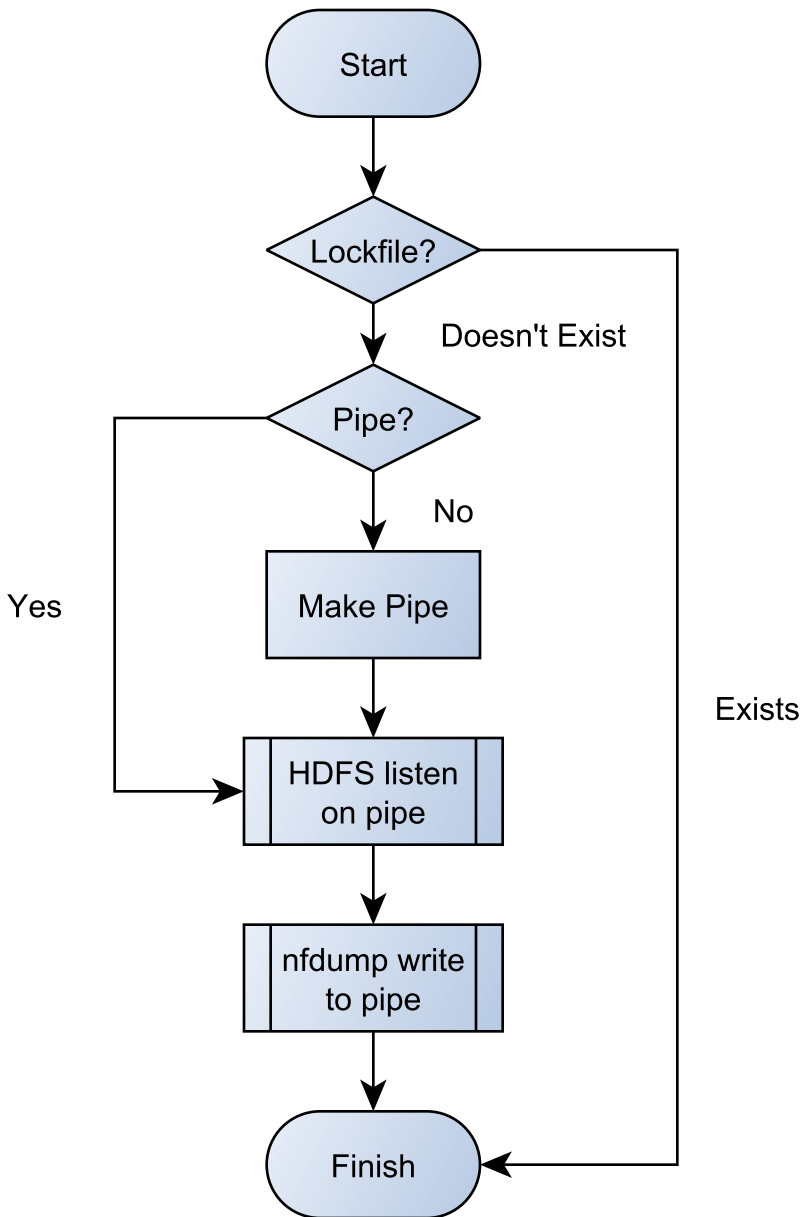 Start
Lockfile?
Doesn't Exist
Pipe?
No
Make Pipe
Yes
Exists
HDFS listen
on pipe
nfdump write
to pipe
Finish